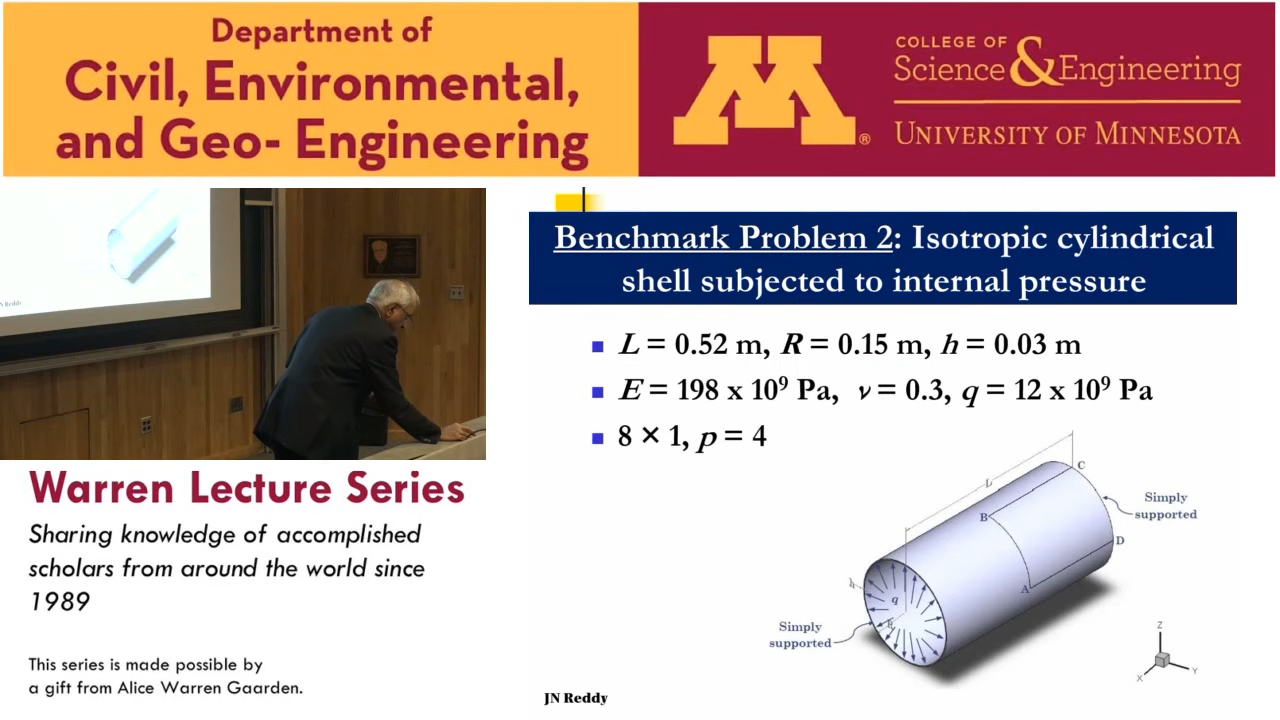 Department of
Civil, Environmental,
and Geo- Engineering
M®
COLLEGE OF
Science & Engineering
UNIVERSITY OF MINNESOTA
Benchmark Problem 2: Isotropic cylindrical
shell subjected to internal pressure
L = 0.52 m, R = 0.15 m, h = 0.03 m
E = 198 x 10⁹ Pa, ν = 0.3, q = 12 x 10⁹ Pa
8 × 1, p = 4
L
C
Simply
supported
B
D
A
h
q
R
Simply
supported
Z
Y
X
JN Reddy
Warren Lecture Series
Sharing knowledge of accomplished
scholars from around the world since
1989
This series is made possible by
a gift from Alice Warren Gaarden.